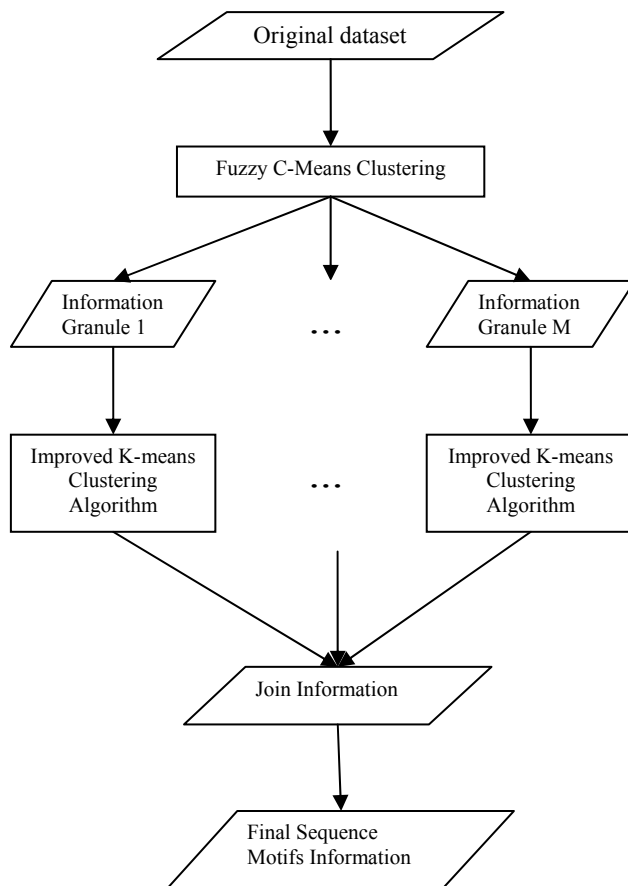 Original dataset
Fuzzy C-Means Clustering
Information
Granule 1
...
Information
Granule M
Improved K-means
Clustering
Algorithm
...
Improved K-means
Clustering
Algorithm
Join Information
Final Sequence
Motifs Information